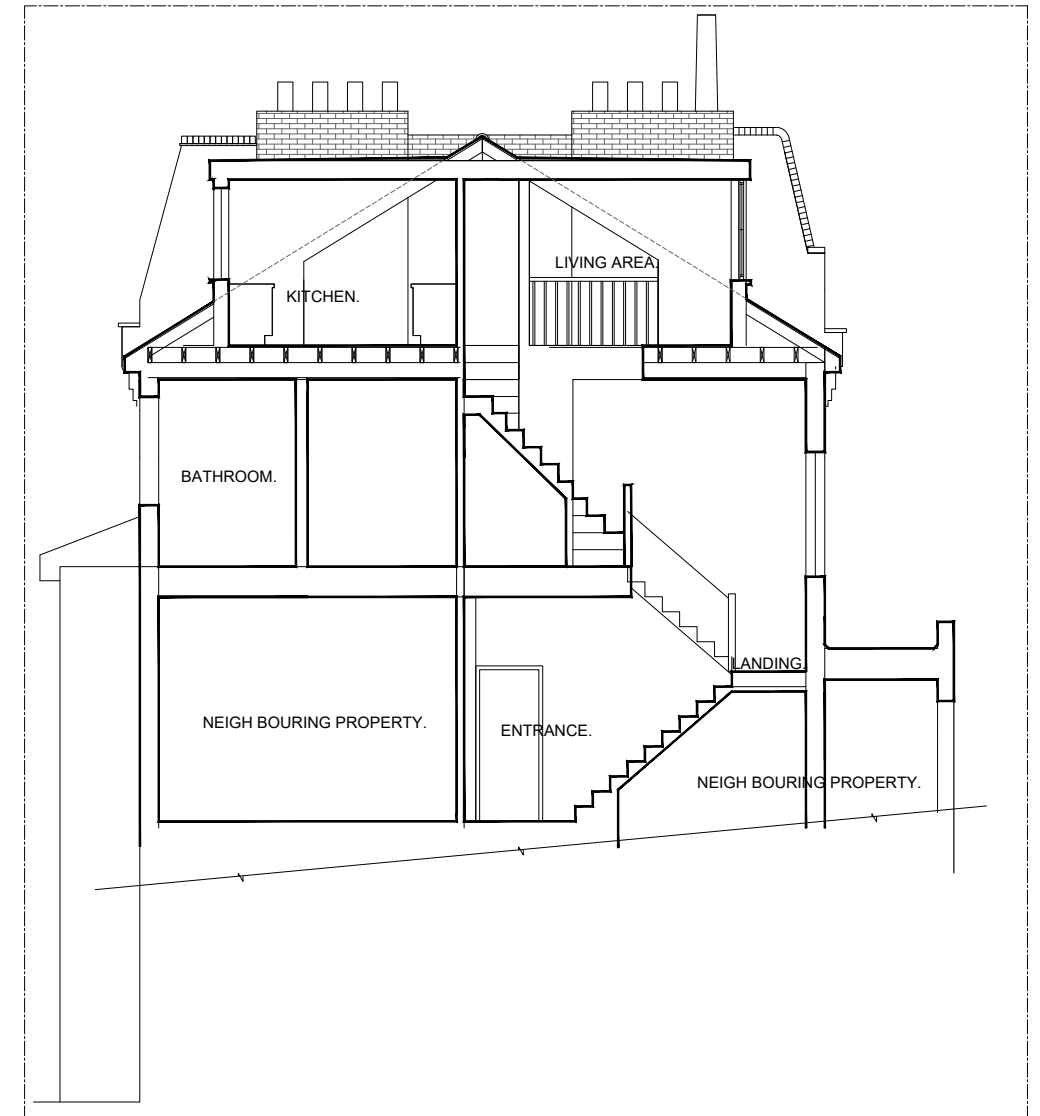 LIVING AREA.
KITCHEN.
BATHROOM.
LANDING.
NEIGH BOURING PROPERTY.
ENTRANCE.
NEIGH BOURING PROPERTY.